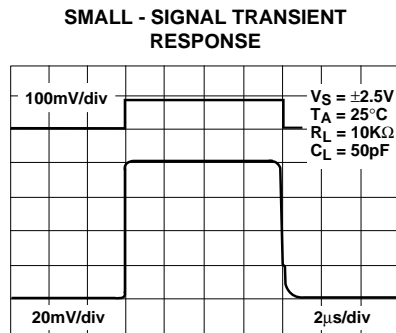 SMALL - SIGNAL TRANSIENT
RESPONSE
100mV/div
VS = ±2.5V
TA = 25°C
RL = 10KΩ
CL = 50pF
20mV/div
2µs/div